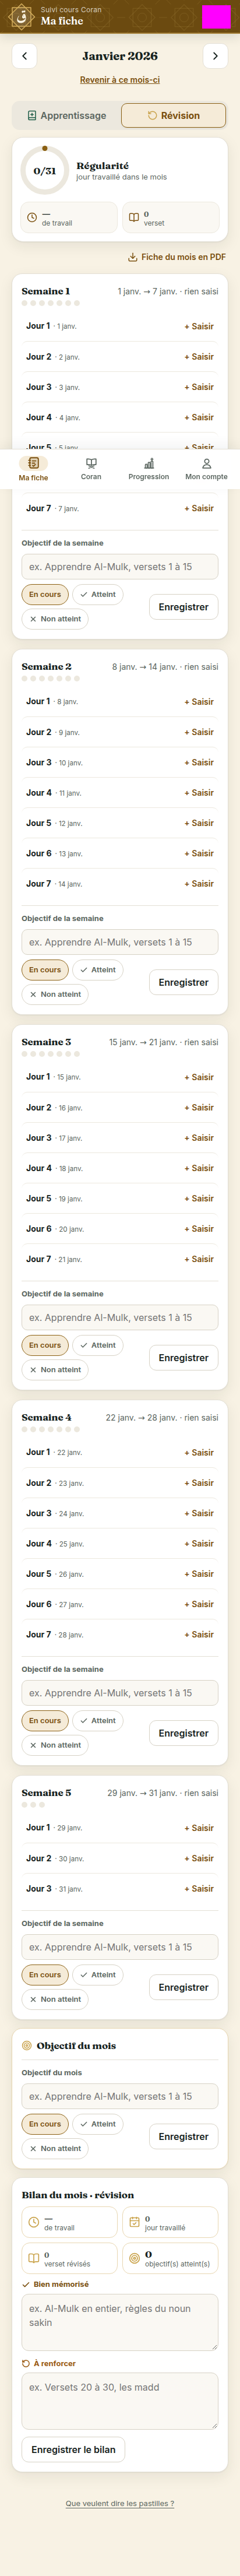 Suivi cours Coran
Ma fiche
Janvier 2026
Revenir à ce mois-ci
Apprentissage
Révision
0/31
Régularité
jour travaillé dans le mois
—
de travail
0
verset
Fiche du mois en PDF
Semaine 1
1 janv. → 7 janv. · rien saisi
Jour 1 · 1 janv.
+ Saisir
Jour 2 · 2 janv.
+ Saisir
Jour 3 · 3 janv.
+ Saisir
Jour 4 · 4 janv.
+ Saisir
Jour 5 · 5 janv.
+ Saisir
Ma fiche
Coran
Progression
Mon compte
Jour 7 · 7 janv.
+ Saisir
Objectif de la semaine
ex. Apprendre Al-Mulk, versets 1 à 15
En cours
Atteint
Non atteint
Enregistrer
Semaine 2
8 janv. → 14 janv. · rien saisi
Jour 1 · 8 janv.
+ Saisir
Jour 2 · 9 janv.
+ Saisir
Jour 3 · 10 janv.
+ Saisir
Jour 4 · 11 janv.
+ Saisir
Jour 5 · 12 janv.
+ Saisir
Jour 6 · 13 janv.
+ Saisir
Jour 7 · 14 janv.
+ Saisir
Objectif de la semaine
ex. Apprendre Al-Mulk, versets 1 à 15
En cours
Atteint
Non atteint
Enregistrer
Semaine 3
15 janv. → 21 janv. · rien saisi
Jour 1 · 15 janv.
+ Saisir
Jour 2 · 16 janv.
+ Saisir
Jour 3 · 17 janv.
+ Saisir
Jour 4 · 18 janv.
+ Saisir
Jour 5 · 19 janv.
+ Saisir
Jour 6 · 20 janv.
+ Saisir
Jour 7 · 21 janv.
+ Saisir
Objectif de la semaine
ex. Apprendre Al-Mulk, versets 1 à 15
En cours
Atteint
Non atteint
Enregistrer
Semaine 4
22 janv. → 28 janv. · rien saisi
Jour 1 · 22 janv.
+ Saisir
Jour 2 · 23 janv.
+ Saisir
Jour 3 · 24 janv.
+ Saisir
Jour 4 · 25 janv.
+ Saisir
Jour 5 · 26 janv.
+ Saisir
Jour 6 · 27 janv.
+ Saisir
Jour 7 · 28 janv.
+ Saisir
Objectif de la semaine
ex. Apprendre Al-Mulk, versets 1 à 15
En cours
Atteint
Non atteint
Enregistrer
Semaine 5
29 janv. → 31 janv. · rien saisi
Jour 1 · 29 janv.
+ Saisir
Jour 2 · 30 janv.
+ Saisir
Jour 3 · 31 janv.
+ Saisir
Objectif de la semaine
ex. Apprendre Al-Mulk, versets 1 à 15
En cours
Atteint
Non atteint
Enregistrer
Objectif du mois
Objectif du mois
ex. Apprendre Al-Mulk, versets 1 à 15
En cours
Atteint
Non atteint
Enregistrer
Bilan du mois · révision
—
de travail
0
jour travaillé
0
verset révisés
0
objectif(s) atteint(s)
Bien mémorisé
ex. Al-Mulk en entier, règles du noun
sakin
À renforcer
ex. Versets 20 à 30, les madd
Enregistrer le bilan
Que veulent dire les pastilles ?